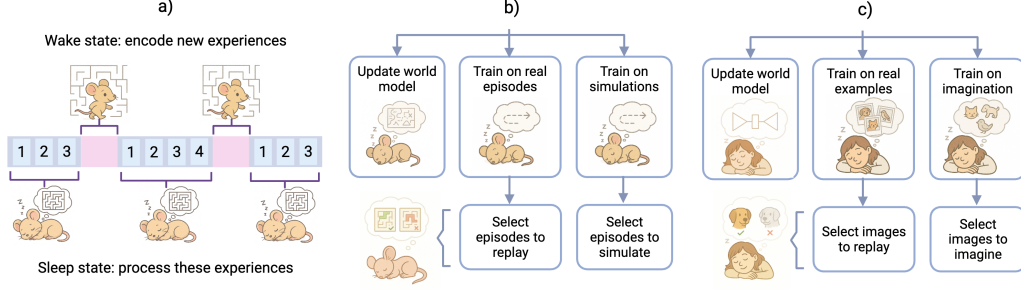 a)
Wake state: encode new experiences
1 2 3
1 2 3 4
1 2 3
z z z
z z z
z z z
Sleep state: process these experiences
b)
Update world
model
Train on real
episodes
Train on
simulations
z z z
z z z
z z z
Select
episodes to
replay
Select
episodes to
simulate
c)
Update world
model
Train on real
examples
Train on
imagination
z z z
z z z
z z z
Select images
to replay
Select
images to
imagine